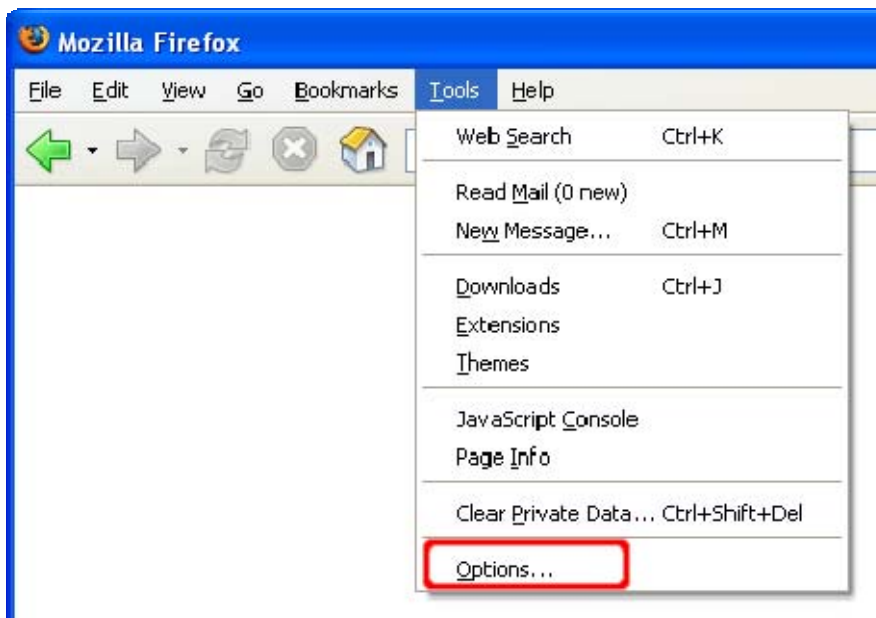 Mozilla Firefox
File Edit View Go Bookmarks Tools Help
Web Search Ctrl+K
Read Mail (0 new)
New Message... Ctrl+M
Downloads Ctrl+J
Extensions
Themes
JavaScript Console
Page Info
Clear Private Data... Ctrl+Shift+Del
Options...